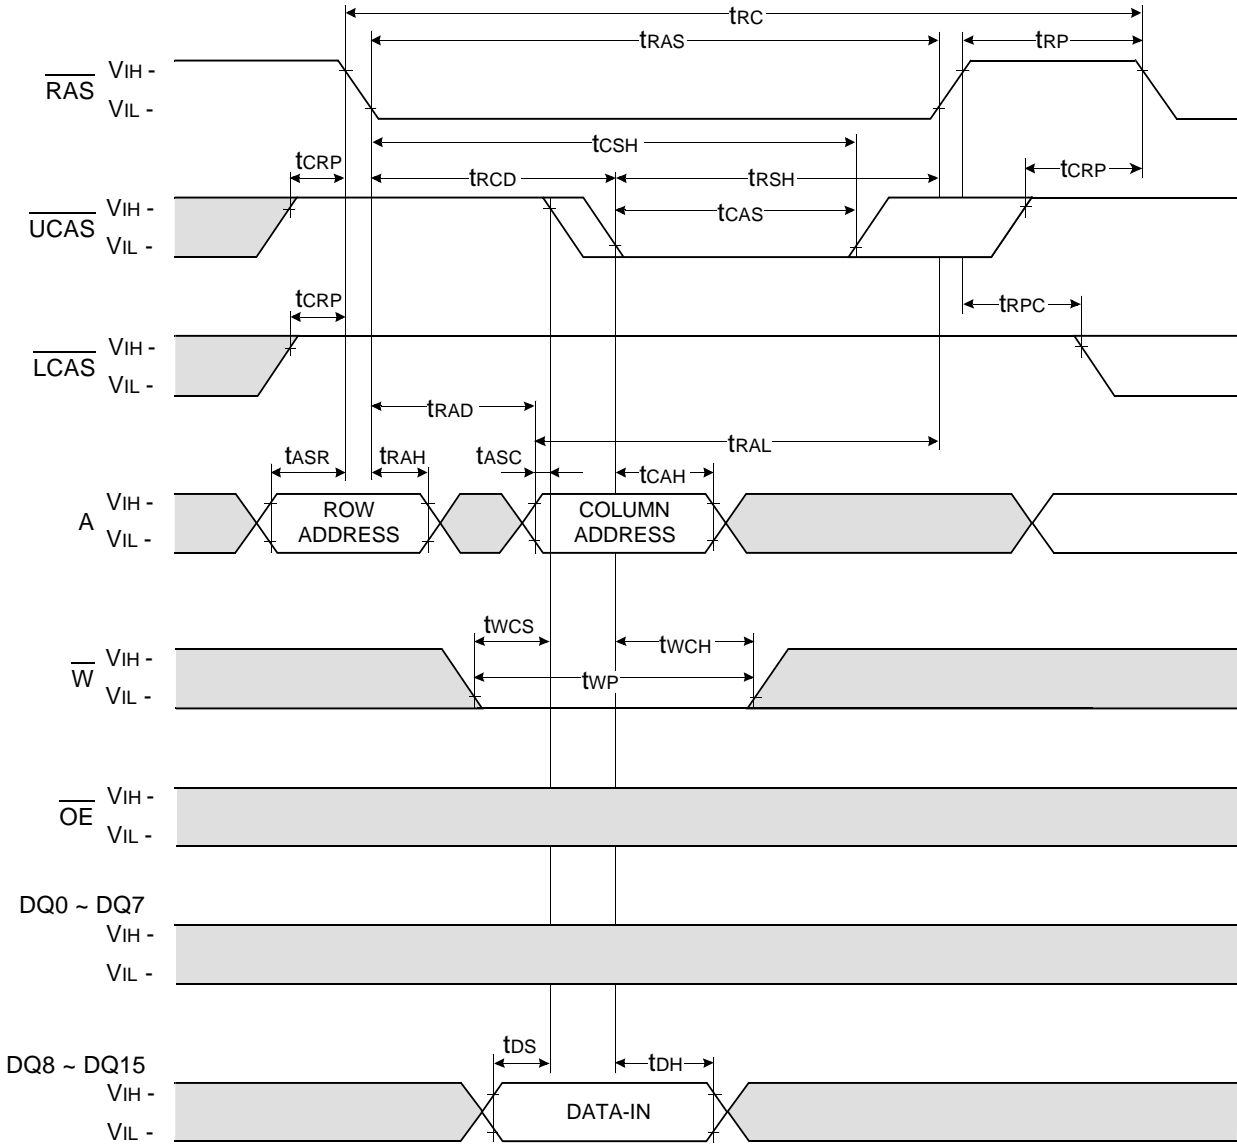 tRC
tRAS
tRP
RAS
VIH -
VIL -
tCSH
tCRP
tRCD
tRSH
tCRP
UCAS
VIH -
VIL -
tCAS
tCRP
tRPC
LCAS
VIH -
VIL -
tRAD
tRAL
tASR
tRAH
tASC
tCAH
A
VIH -
VIL -
ROW
ADDRESS
COLUMN
ADDRESS
tWCS
tWCH
W
VIH -
VIL -
tWP
OE
VIH -
VIL -
DQ0 ~ DQ7
VIH -
VIL -
tDS
tDH
DQ8 ~ DQ15
VIH -
VIL -
DATA-IN